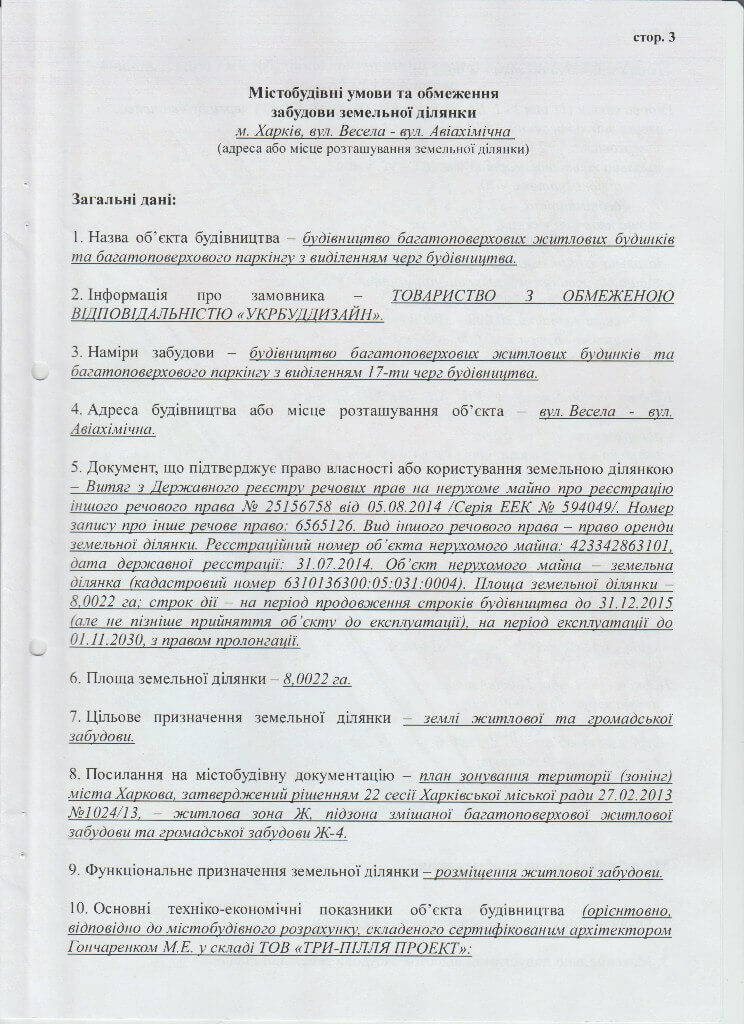 стор. 3
Містобудівні умови та обмеження
забудови земельної ділянки
м. Харків, вул. Весела - вул. Авіахімічна
(адреса або місце розташування земельної ділянки)
Загальні дані:
1. Назва об’єкта будівництва – будівництво багатоповерхових житлових будинків
та багатоповерхового паркінгу з виділенням черг будівництва.
2. Інформація про замовника – ТОВАРИСТВО З ОБМЕЖЕНОЮ
ВІДПОВІДАЛЬНІСТЮ «УКРБУДДИЗАЙН».
3. Наміри забудови – будівництво багатоповерхових житлових будинків та
багатоповерхового паркінгу з виділенням 17-ти черг будівництва.
4. Адреса будівництва або місце розташування об’єкта – вул. Весела - вул.
Авіахімічна.
5. Документ, що підтверджує право власності або користування земельною ділянкою
– Витяг з Державного реєстру речових прав на нерухоме майно про реєстрацію
іншого речового права № 25156758 від 05.08.2014 /Серія ЕЕК № 594049/. Номер
запису про інше речове право: 6565126. Вид іншого речового права – право оренди
земельної ділянки. Реєстраційний номер об’єкта нерухомого майна: 423342863101,
дата державної реєстрації: 31.07.2014. Об’єкт нерухомого майна – земельна
ділянка (кадастровий номер 6310136300:05:031:0004). Площа земельної ділянки –
8,0022 га; строк дії – на період продовження строків будівництва до 31.12.2015
(але не пізніше прийняття об’єкту до експлуатації), на період експлуатації до
01.11.2030, з правом пролонгації.
6. Площа земельної ділянки – 8,0022 га.
7. Цільове призначення земельної ділянки – землі житлової та громадської
забудови.
8. Посилання на містобудівну документацію – план зонування території (зонінг)
міста Харкова, затверджений рішенням 22 сесії Харківської міської ради 27.02.2013
№1024/13, – житлова зона Ж, підзона змішаної багатоповерхової житлової
забудови та громадської забудови Ж-4.
9. Функціональне призначення земельної ділянки – розміщення житлової забудови.
10. Основні техніко-економічні показники об’єкта будівництва (орієнтовно,
відповідно до містобудівного розрахунку, складеного сертифікованим архітектором
Гончаренком М.Е. у складі ТОВ «ТРИ-ПІЛЛЯ ПРОЕКТ»: